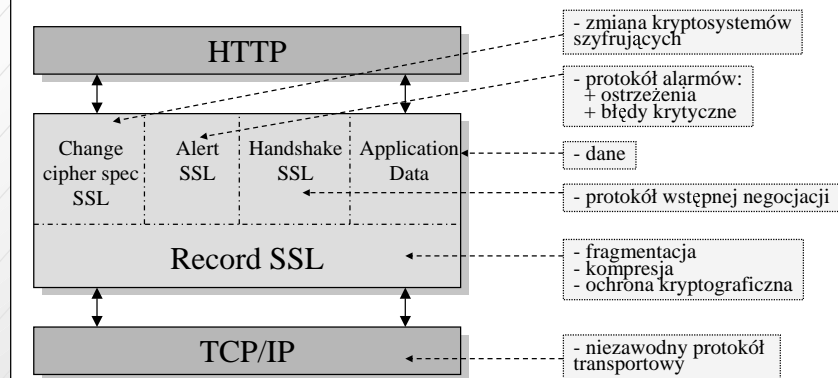 HTTP
Change
cipher spec
SSL
Alert
SSL
Handshake
SSL
Application
Data
Record SSL
TCP/IP
- zmiana kryptosystemów
szyfrujących
- protokół alarmów:
+ ostrzeżenia
+ błędy krytyczne
- dane
- protokół wstępnej negocjacji
- fragmentacja
- kompresja
- ochrona kryptograficzna
- niezawodny protokół
transportowy